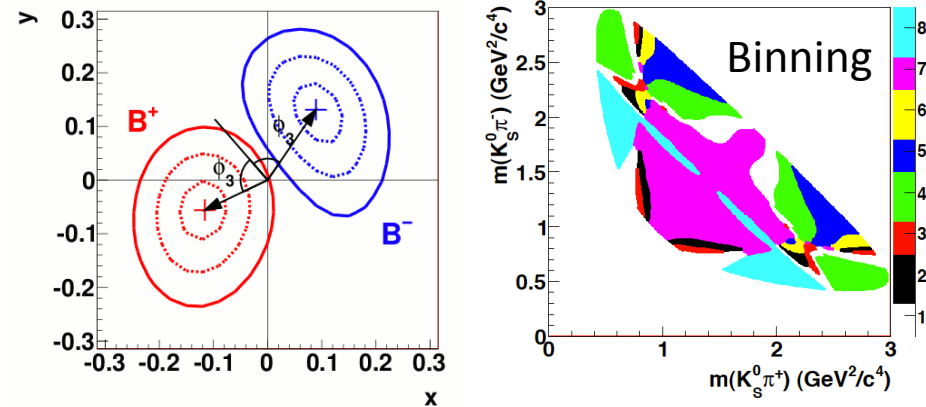 y
0.3
0.2
0.1
0
-0.1
-0.2
-0.3
-0.3 -0.2 -0.1 0 0.1 0.2 0.3
x
B+
B−
ϕ3
ϕ3
Binning
m(K0Sπ−) (GeV2/c4)
3
2.5
2
1.5
1
0.5
0
0 1 2 3
m(K0Sπ+) (GeV2/c4)
8
7
6
5
4
3
2
1